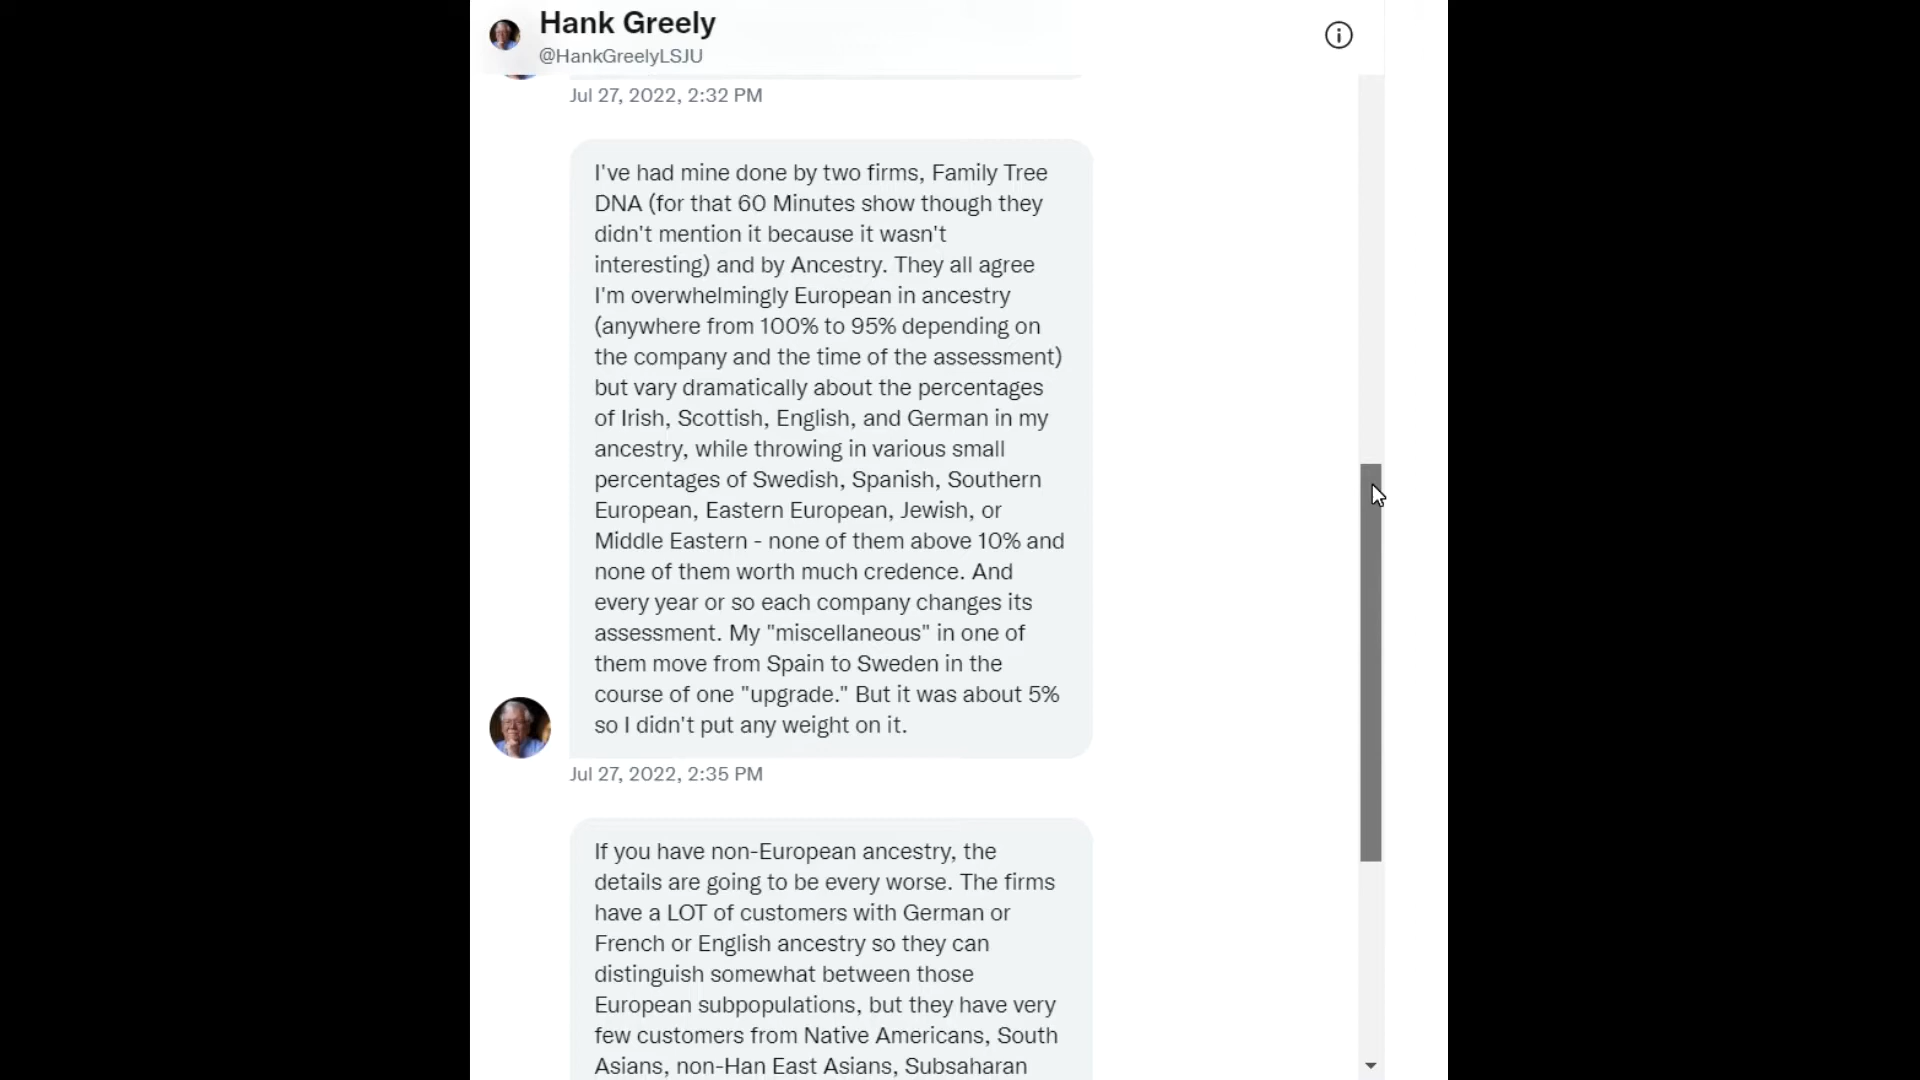 Hank Greely
@HankGreelyLSJU
Jul 27, 2022, 2:32 PM
I've had mine done by two firms, Family Tree
DNA (for that 60 Minutes show though they
didn't mention it because it wasn't
interesting) and by Ancestry. They all agree
I'm overwhelmingly European in ancestry
(anywhere from 100% to 95% depending on
the company and the time of the assessment)
but vary dramatically about the percentages
of Irish, Scottish, English, and German in my
ancestry, while throwing in various small
percentages of Swedish, Spanish, Southern
European, Eastern European, Jewish, or
Middle Eastern - none of them above 10% and
none of them worth much credence. And
every year or so each company changes its
assessment. My "miscellaneous" in one of
them move from Spain to Sweden in the
course of one "upgrade." But it was about 5%
so I didn't put any weight on it.
Jul 27, 2022, 2:35 PM
If you have non-European ancestry, the
details are going to be every worse. The firms
have a LOT of customers with German or
French or English ancestry so they can
distinguish somewhat between those
European subpopulations, but they have very
few customers from Native Americans, South
Asians, non-Han East Asians, Subsaharan